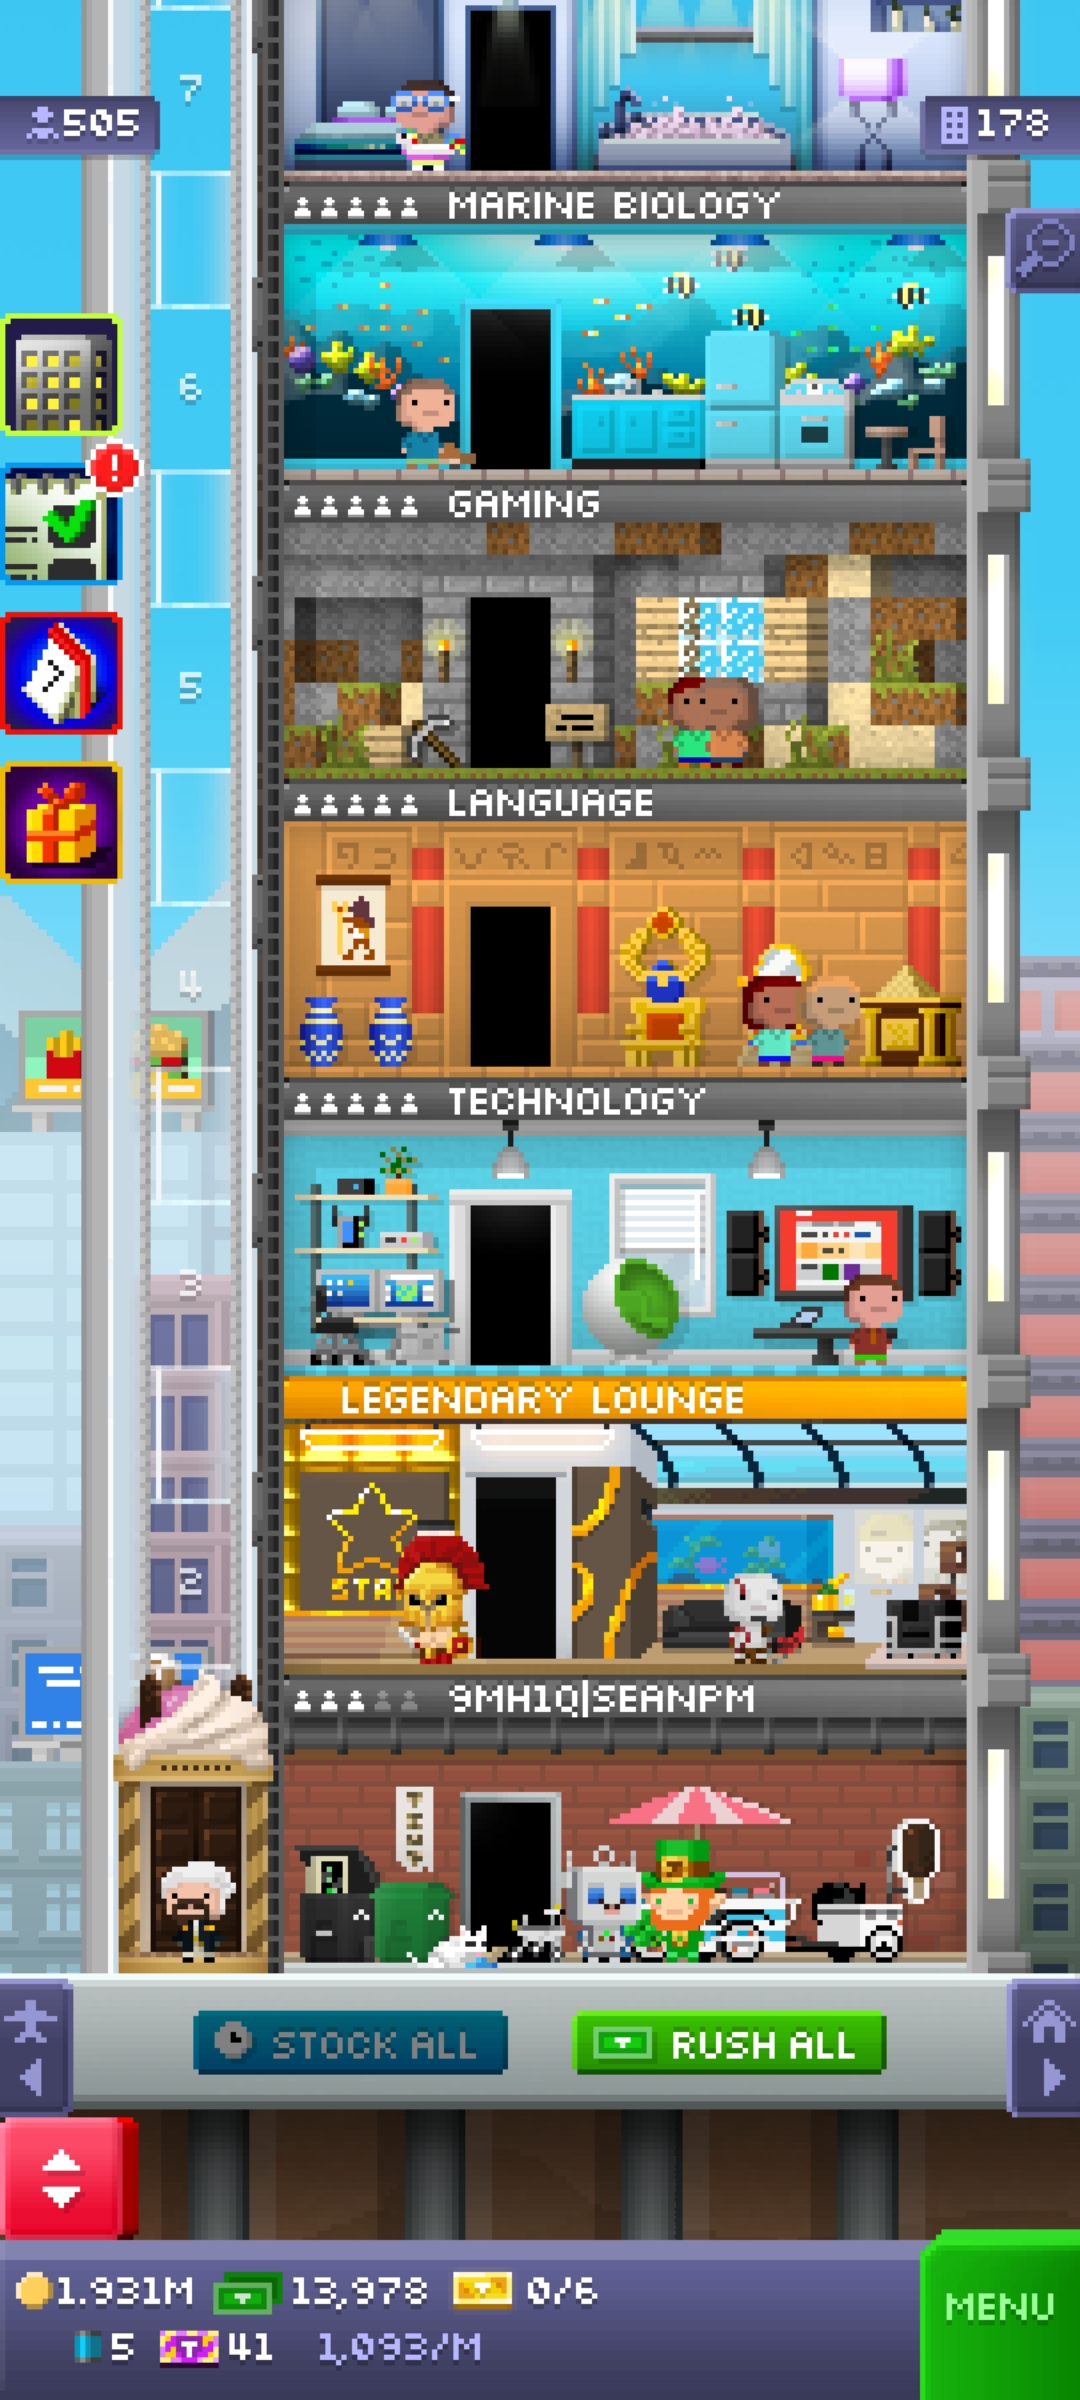 7
505
178
MARINE BIOLOGY
6
GAMING
5
LANGUAGE
4
TECHNOLOGY
3
LEGENDARY LOUNGE
STA
2
9MH1Q|SEANPM
STOCK ALL
RUSH ALL
1.931M
13,978
0/6
MENU
5
41
1,093/M